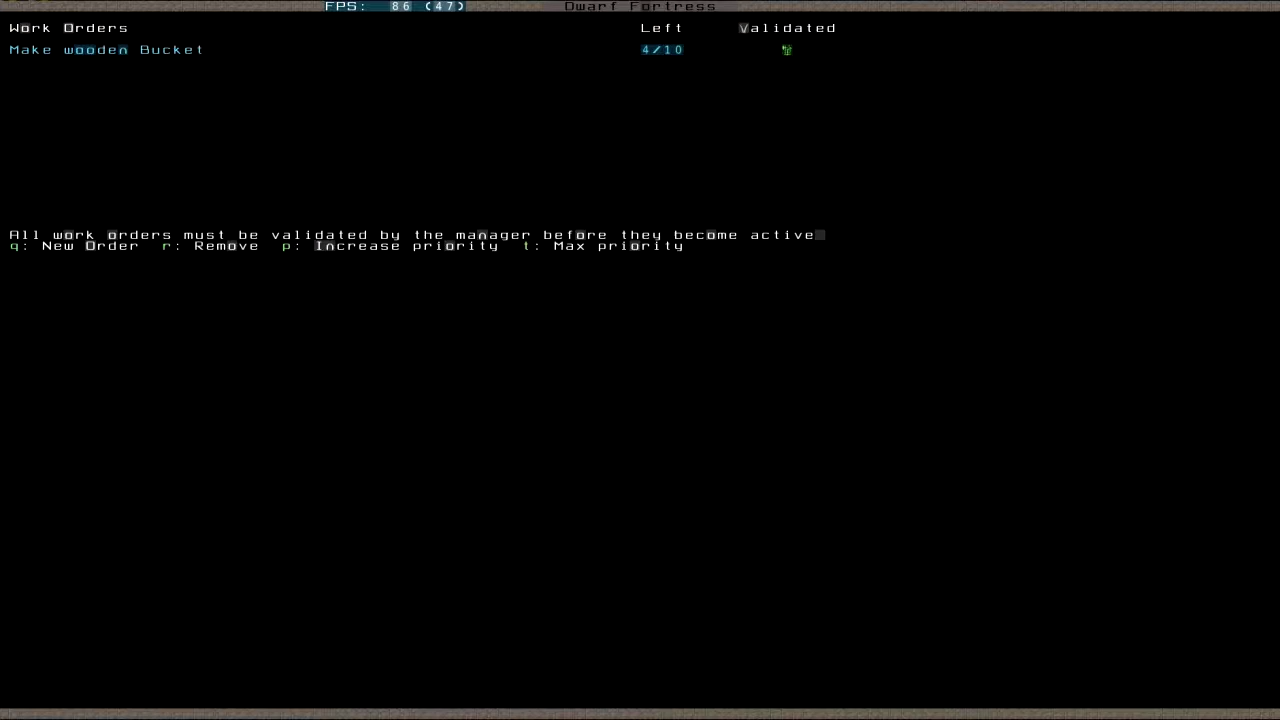 FPS: 86 (47) Dwarf Fortress
Work Orders Left Validated
Make wooden Bucket 4/10
All work orders must be validated by the manager before they become active
q: New Order r: Remove p: Increase priority t: Max priority